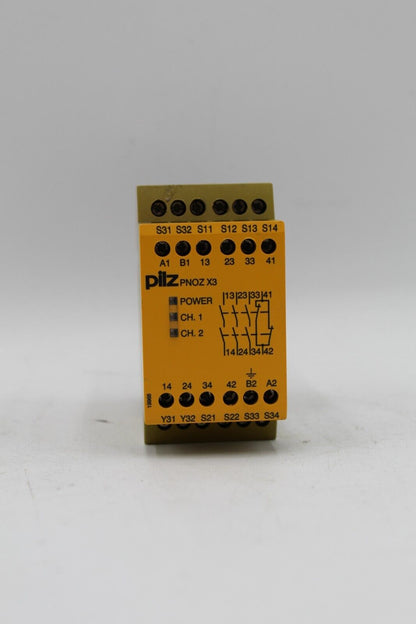 S31 S32 S11 S12 S13 S14
A1 B1 13 23 33 41
pilz PNOZ X3
POWER
CH. 1
CH. 2
13 23 33 41
14 24 34 42
14 24 34 42 B2 A2
Y31 Y32 S21 S22 S33 S34